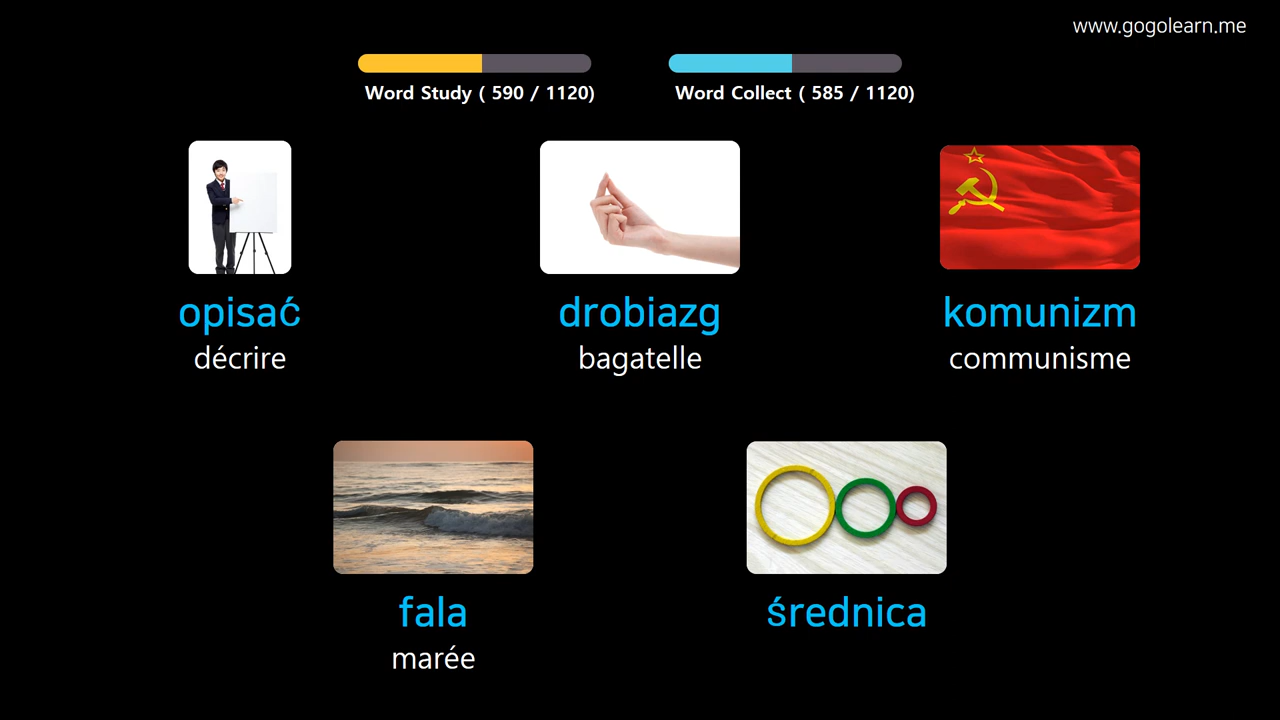 www.gogolearn.me
Word Study ( 590 / 1120)
Word Collect ( 585 / 1120)
opisać
décrire
drobiazg
bagatelle
komunizm
communisme
fala
marée
średnica